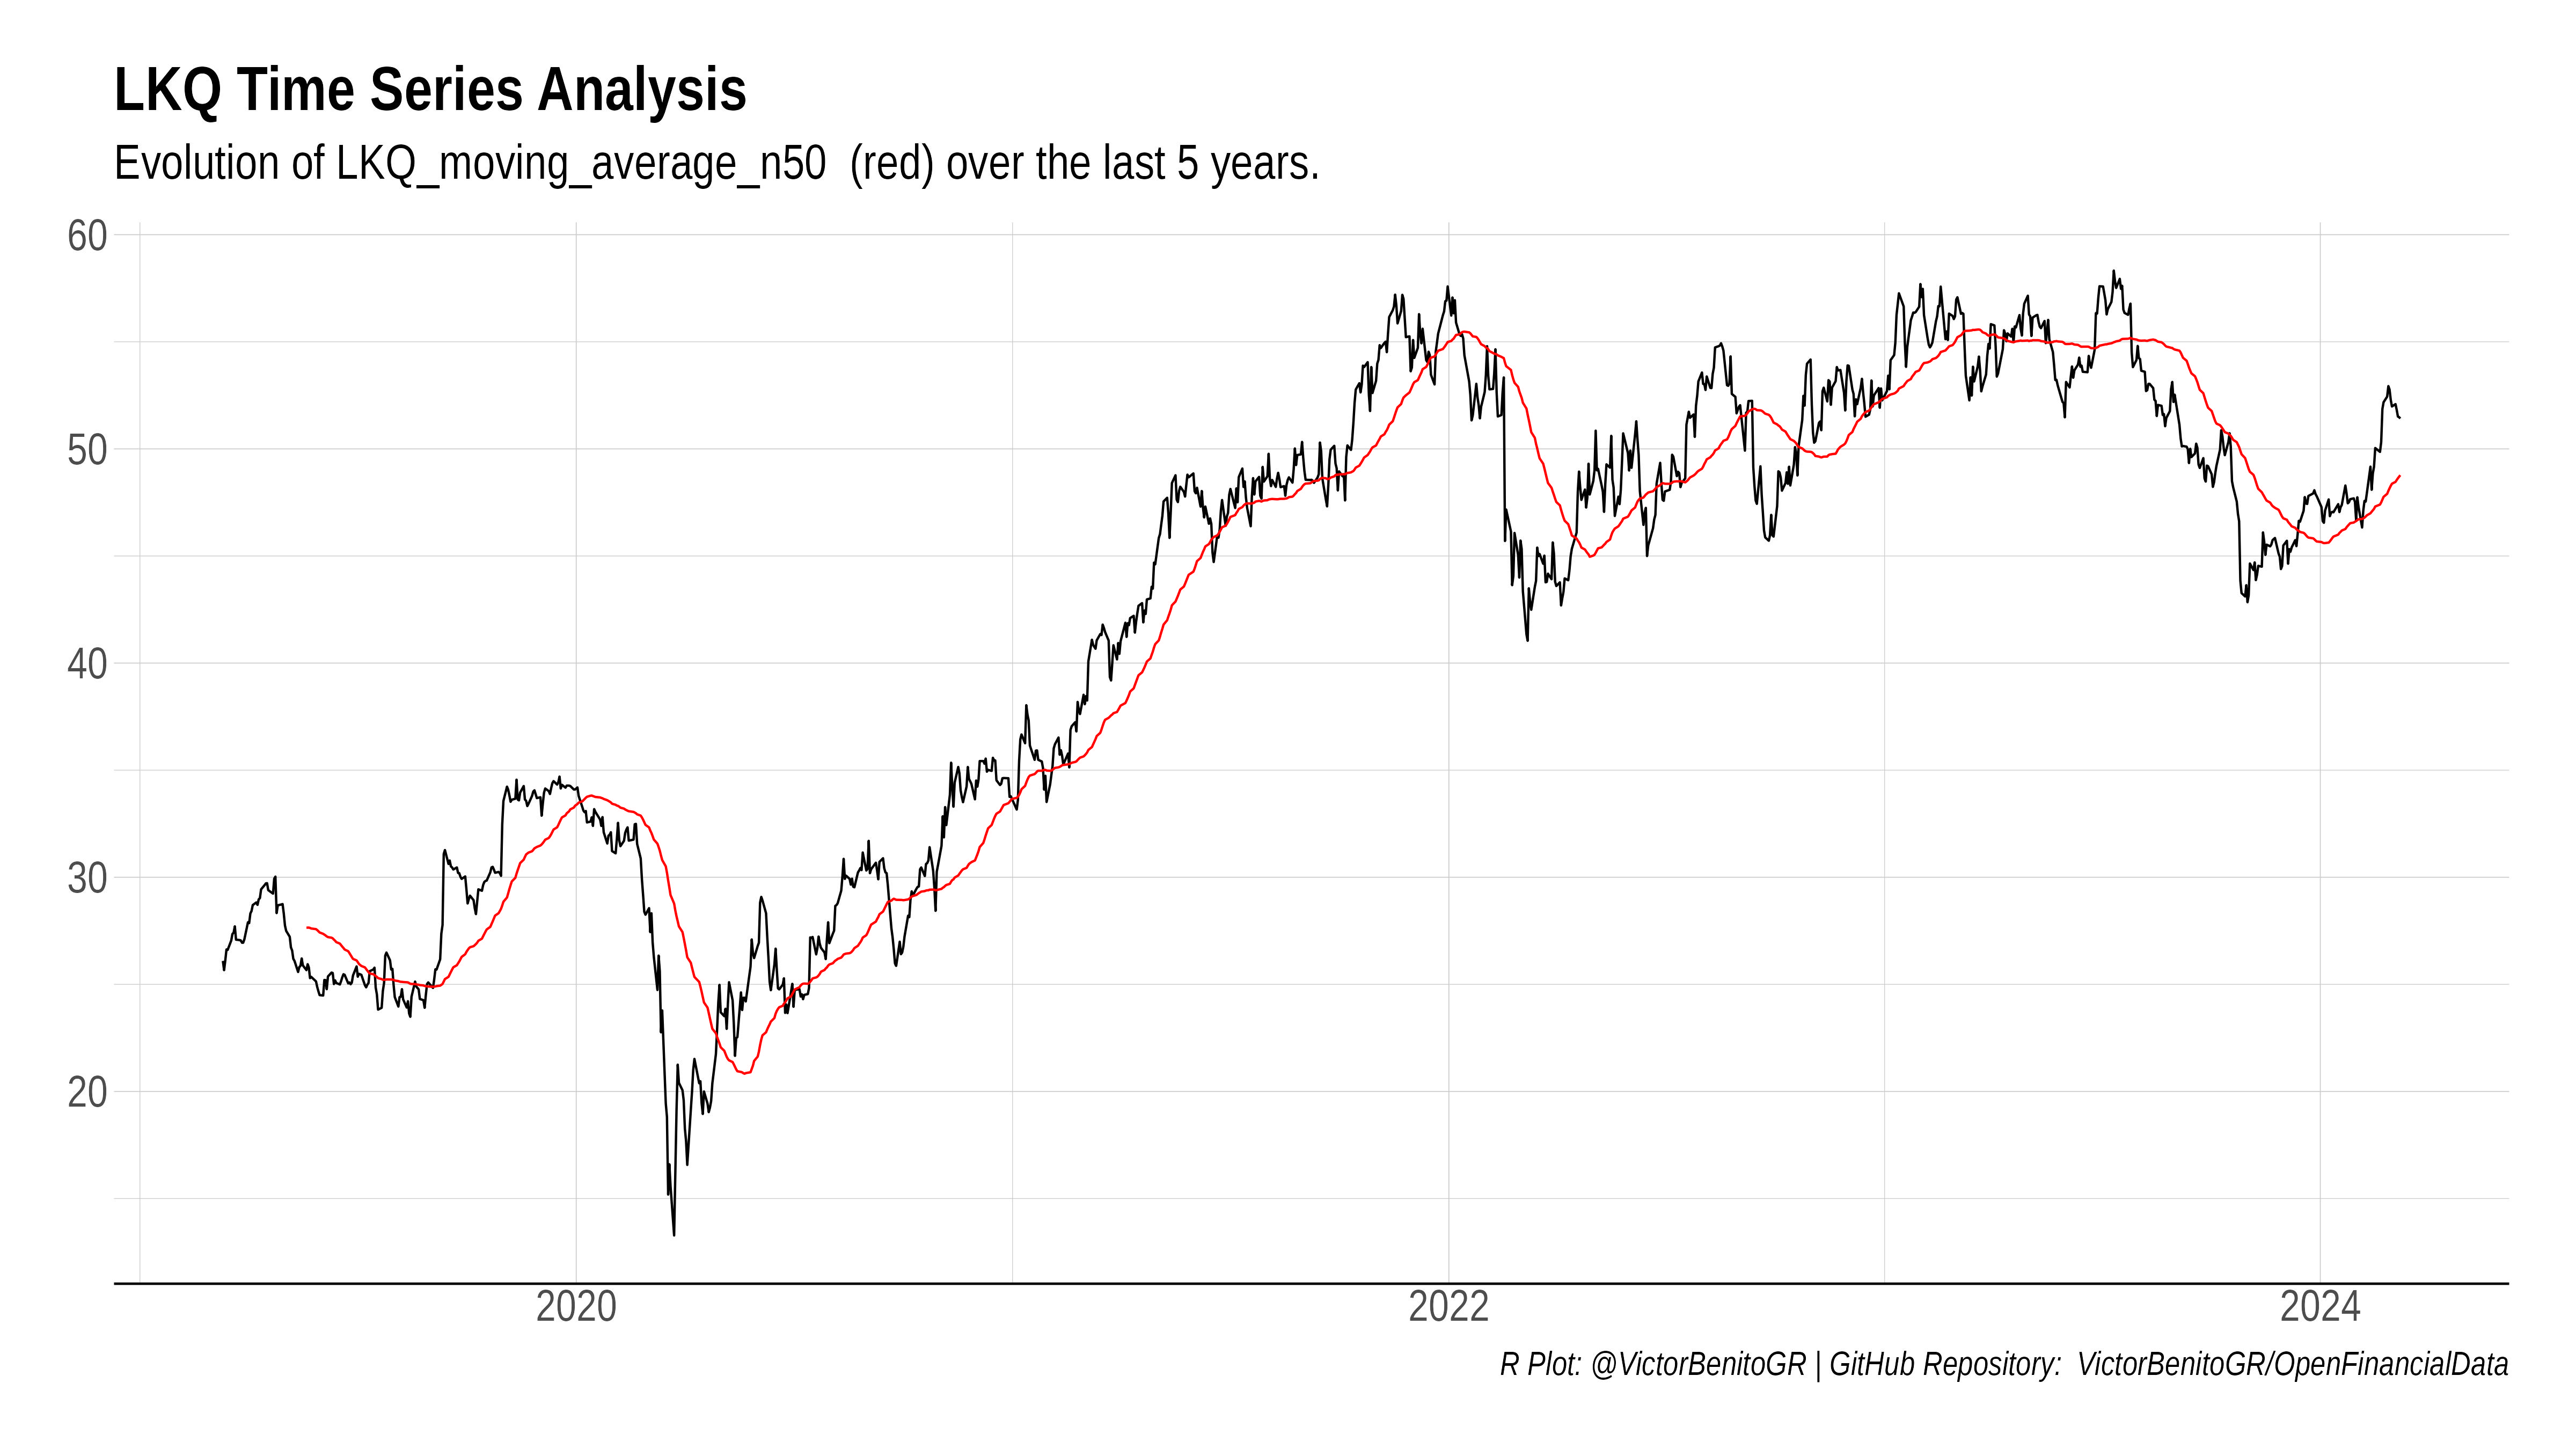 LKQ Time Series Analysis
Evolution of LKQ_moving_average_n50  (red) over the last 5 years.
60
50
40
30
20
2020 2022 2024
R Plot: @VictorBenitoGR | GitHub Repository:  VictorBenitoGR/OpenFinancialData